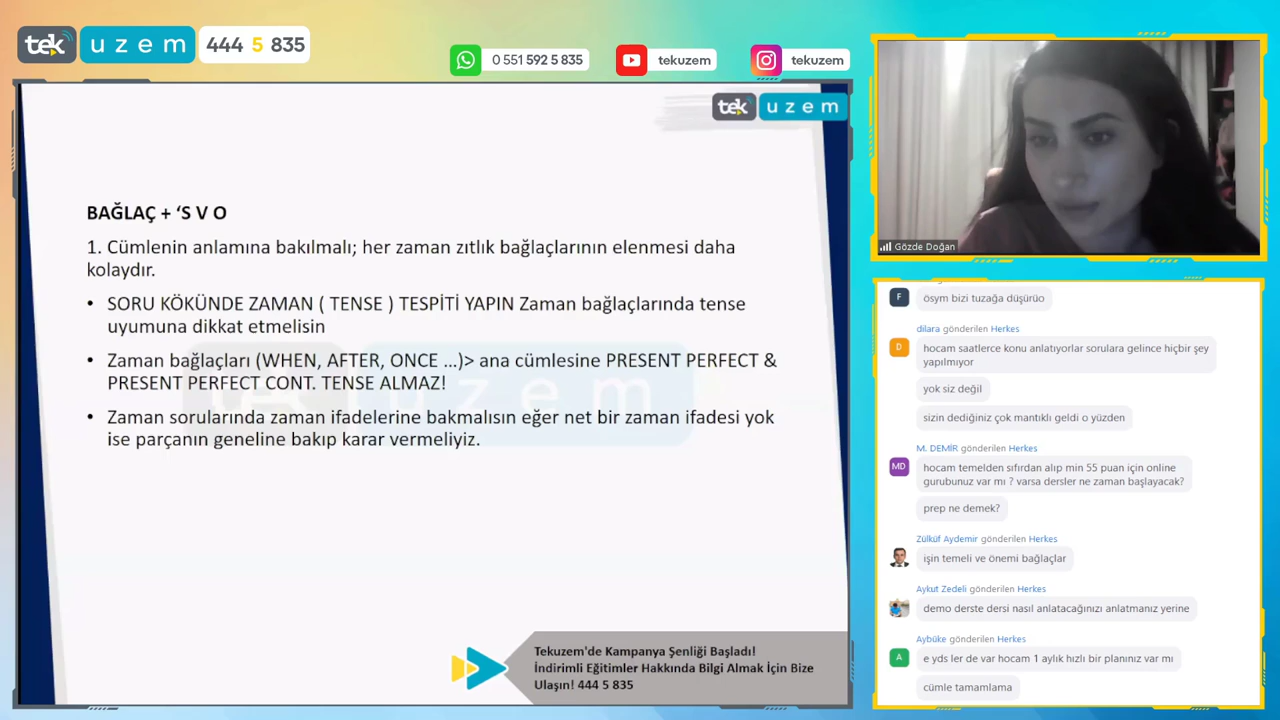 tek uzem 444 5 835
0 551 592 5 835
tekuzem
tekuzem
tek uzem
BAĞLAÇ + ‘S V O
1. Cümlenin anlamına bakılmalı; her zaman zıtlık bağlaçlarının elenmesi daha
kolaydır.
• SORU KÖKÜNDE ZAMAN ( TENSE ) TESPİTİ YAPIN Zaman bağlaçlarında tense
uyumuna dikkat etmelisin
• Zaman bağlaçları (WHEN, AFTER, ONCE ...)> ana cümlesine PRESENT PERFECT &
PRESENT PERFECT CONT. TENSE ALMAZ!
• Zaman sorularında zaman ifadelerine bakmalısın eğer net bir zaman ifadesi yok
ise parçanın geneline bakıp karar vermeliyiz.
uzem
Tekuzem'de Kampanya Şenliği Başladı!
İndirimli Eğitimler Hakkında Bilgi Almak İçin Bize
Ulaşın! 444 5 835
Gözde Doğan
F
ösym bizi tuzağa düşürüo
dilara gönderilen Herkes
D
hocam saatlerce konu anlatıyorlar sorulara gelince hiçbir şey
yapılmıyor
yok siz değil
sizin dediğiniz çok mantıklı geldi o yüzden
M. DEMİR gönderilen Herkes
MD
hocam temelden sıfırdan alıp min 55 puan için online
gurubunuz var mı ? varsa dersler ne zaman başlayacak?
prep ne demek?
Zülküf Aydemir gönderilen Herkes
işin temeli ve önemi bağlaçlar
Aykut Zedeli gönderilen Herkes
demo derste dersi nasıl anlatacağınızı anlatmanız yerine
Aybüke gönderilen Herkes
A
e yds ler de var hocam 1 aylık hızlı bir planınız var mı
cümle tamamlama